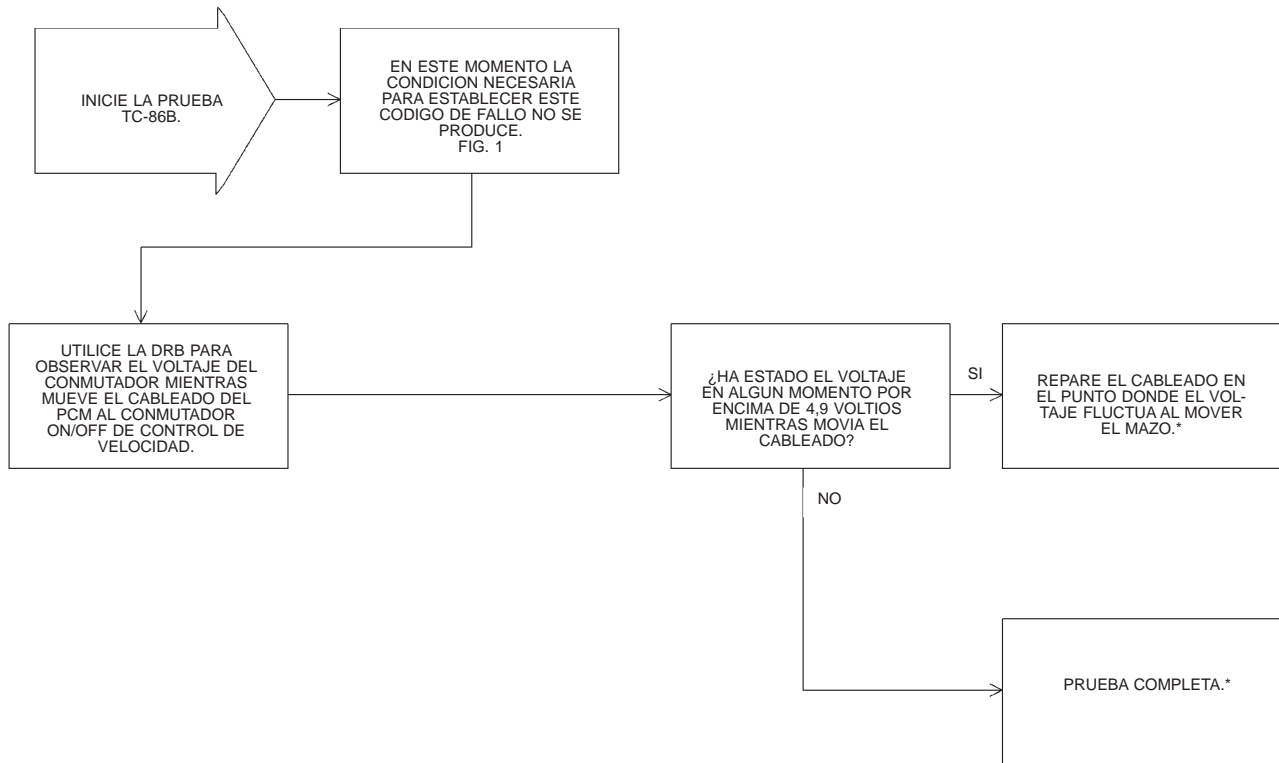 INICIE LA PRUEBA
TC-86B.
EN ESTE MOMENTO LA
CONDICION NECESARIA
PARA ESTABLECER ESTE
CODIGO DE FALLO NO SE
PRODUCE.
FIG. 1
UTILICE LA DRB PARA
OBSERVAR EL VOLTAJE DEL
CONMUTADOR MIENTRAS
MUEVE EL CABLEADO DEL
PCM AL CONMUTADOR
ON/OFF DE CONTROL DE
VELOCIDAD.
¿HA ESTADO EL VOLTAJE
EN ALGUN MOMENTO POR
ENCIMA DE 4,9 VOLTIOS
MIENTRAS MOVIA EL
CABLEADO?
SI
REPARE EL CABLEADO EN
EL PUNTO DONDE EL VOL-
TAJE FLUCTUA AL MOVER
EL MAZO.*
NO
PRUEBA COMPLETA.*